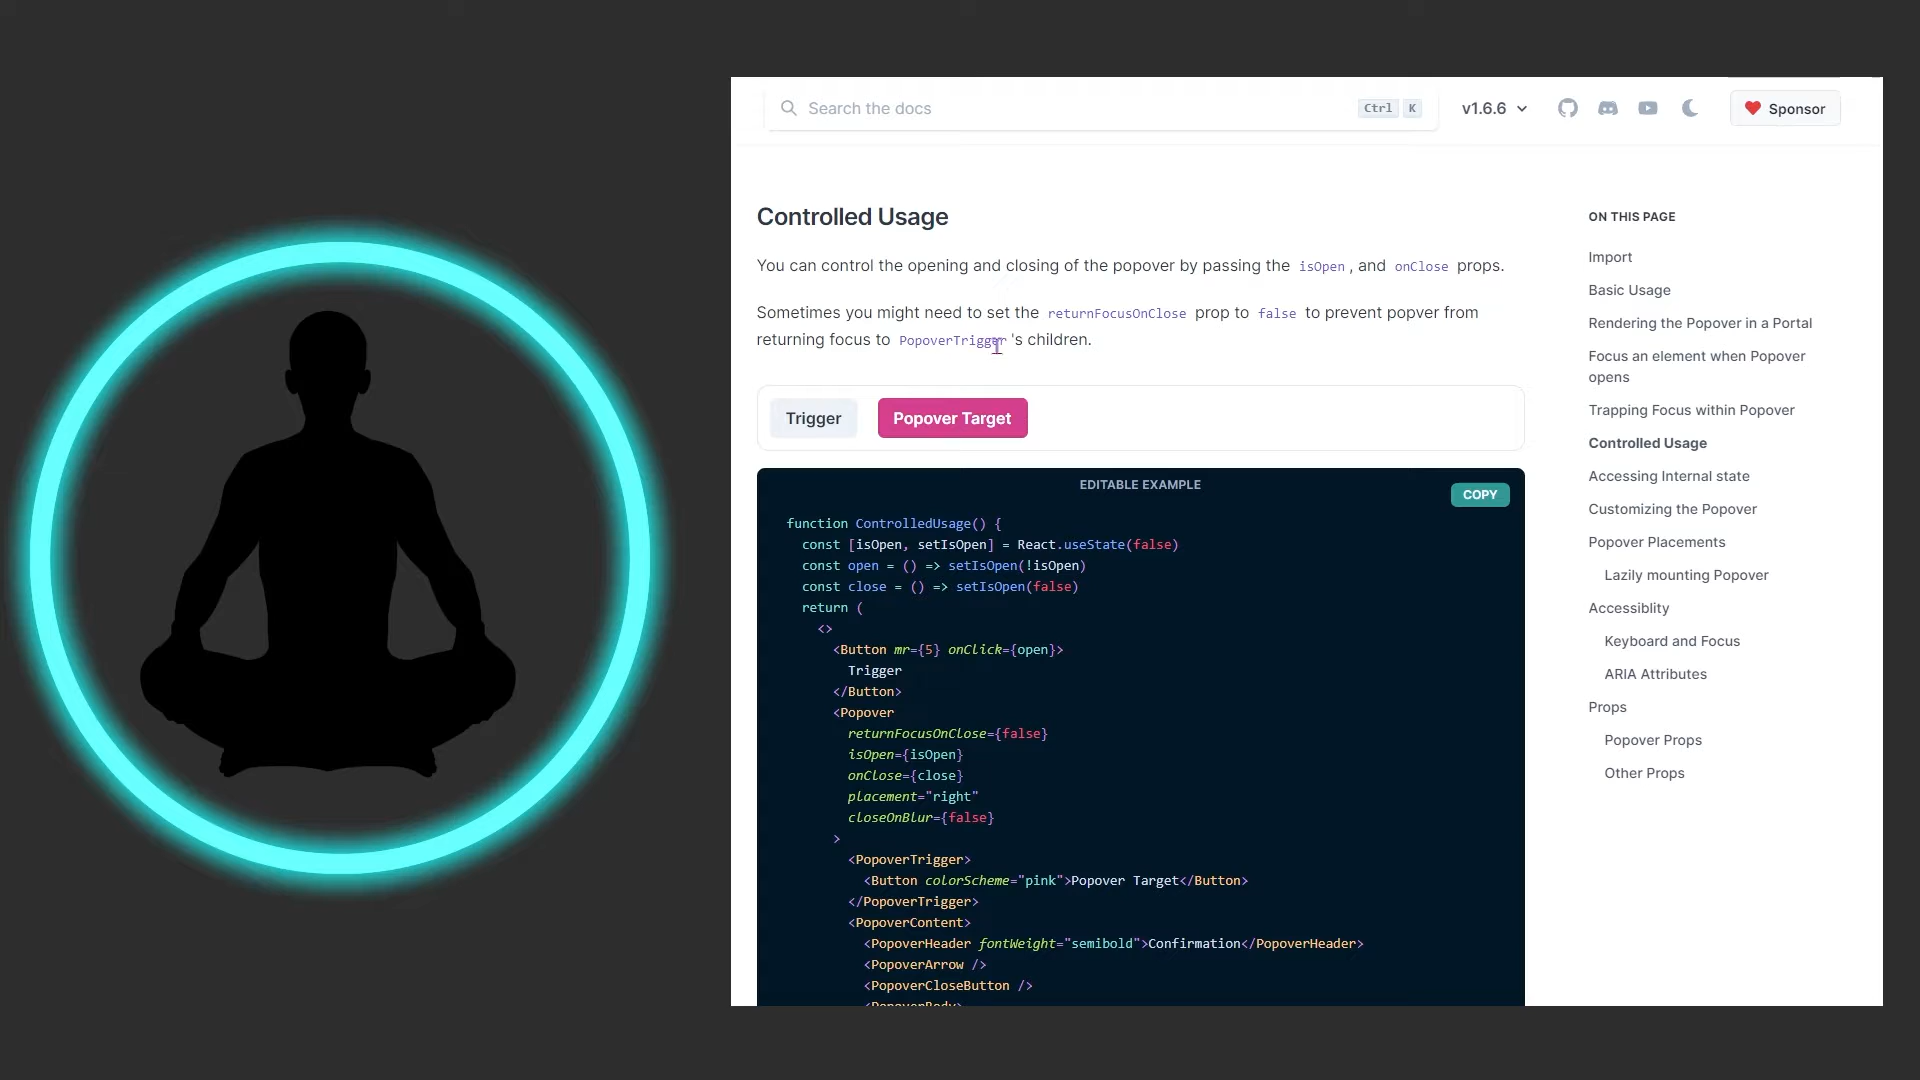 Search the docs
Ctrl K
v1.6.6
Sponsor
Controlled Usage
You can control the opening and closing of the popover by passing the isOpen, and onClose props.
Sometimes you might need to set the returnFocusOnClose prop to false to prevent popver from
returning focus to PopoverTrigger's children.
Trigger
Popover Target
EDITABLE EXAMPLE
COPY
function ControlledUsage() {
const [isOpen, setIsOpen] = React.useState(false)
const open = () => setIsOpen(!isOpen)
const close = () => setIsOpen(false)
return (
<>
<Button mr={5} onClick={open}>
Trigger
</Button>
<Popover
returnFocusOnClose={false}
isOpen={isOpen}
onClose={close}
placement="right"
closeOnBlur={false}
>
<PopoverTrigger>
<Button colorScheme="pink">Popover Target</Button>
</PopoverTrigger>
<PopoverContent>
<PopoverHeader fontWeight="semibold">Confirmation</PopoverHeader>
<PopoverArrow />
<PopoverCloseButton />
<PopoverBody>
ON THIS PAGE
Import
Basic Usage
Rendering the Popover in a Portal
Focus an element when Popover
opens
Trapping Focus within Popover
Controlled Usage
Accessing Internal state
Customizing the Popover
Popover Placements
Lazily mounting Popover
Accessiblity
Keyboard and Focus
ARIA Attributes
Props
Popover Props
Other Props